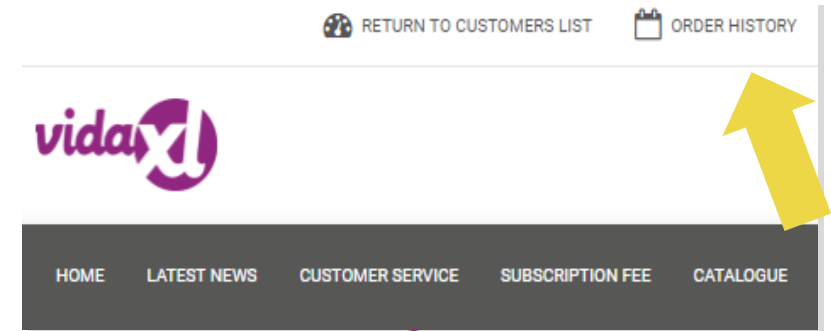 RETURN TO CUSTOMERS LIST ORDER HISTORY
vidaXL
HOME LATEST NEWS CUSTOMER SERVICE SUBSCRIPTION FEE CATALOGUE